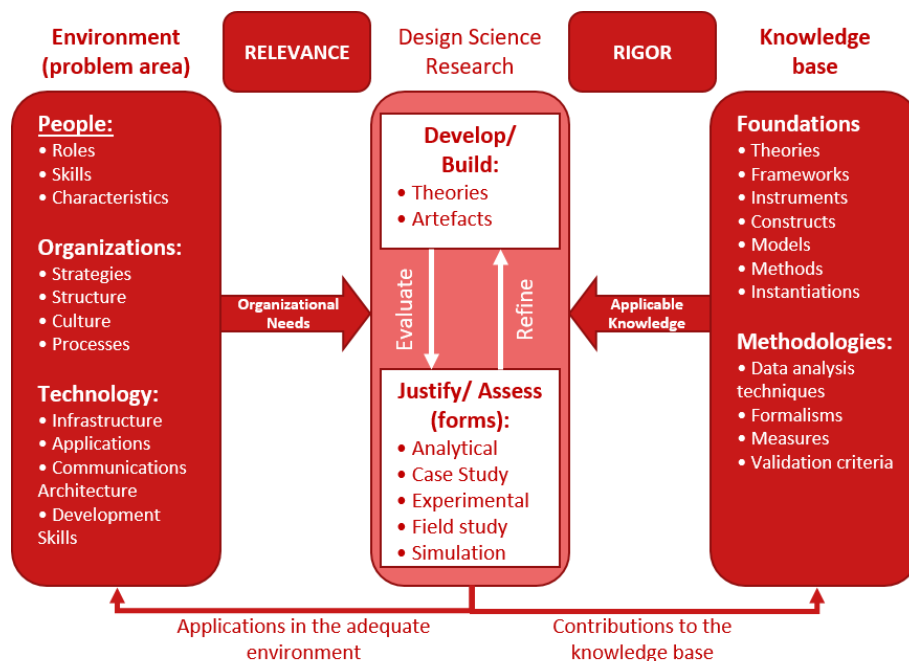 Environment
(problem area)
RELEVANCE
Design Science
Research
RIGOR
Knowledge
base
People:
• Roles
• Skills
• Characteristics
Organizations:
• Strategies
• Structure
• Culture
• Processes
Technology:
• Infrastructure
• Applications
• Communications
Architecture
• Development
Skills
Organizational
Needs
Develop/
Build:
• Theories
• Artefacts
Evaluate
Refine
Justify/ Assess
(forms):
• Analytical
• Case Study
• Experimental
• Field study
• Simulation
Applicable
Knowledge
Foundations
• Theories
• Frameworks
• Instruments
• Constructs
• Models
• Methods
• Instantiations
Methodologies:
• Data analysis
techniques
• Formalisms
• Measures
• Validation criteria
Applications in the adequate
environment
Contributions to the
knowledge base